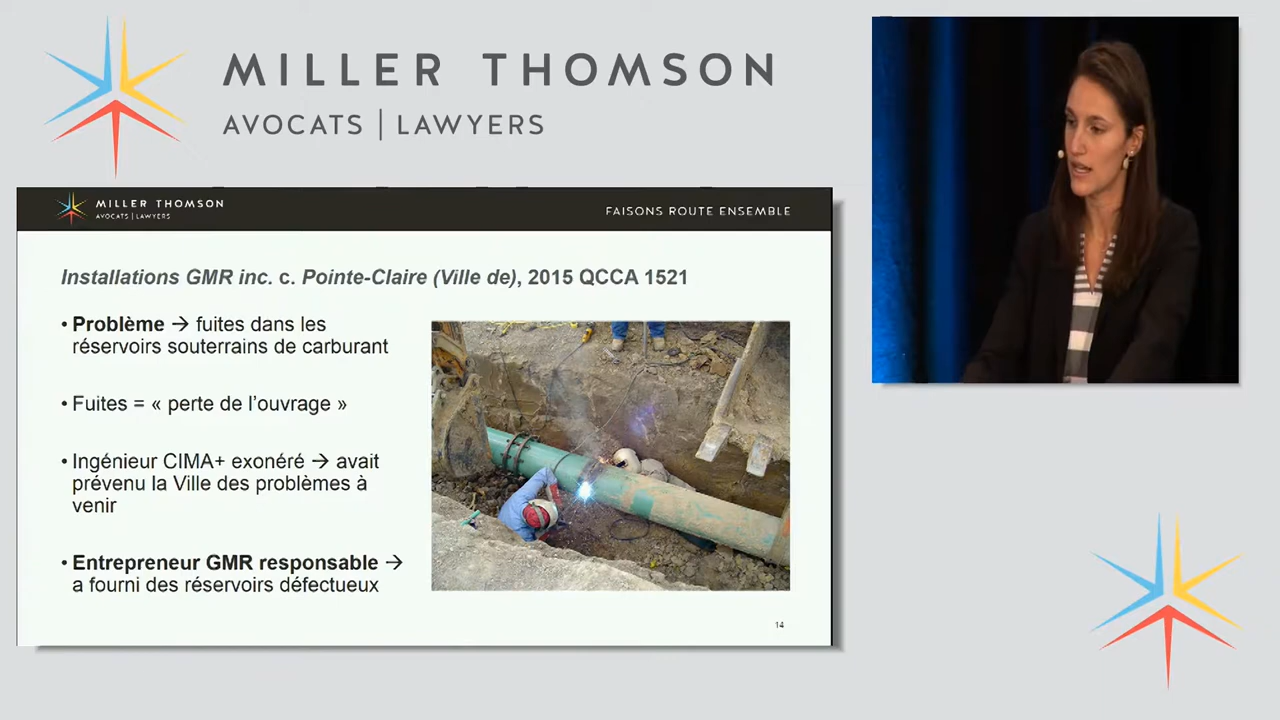 MILLER THOMSON
AVOCATS | LAWYERS
MILLER THOMSON
AVOCATS | LAWYERS
FAISONS ROUTE ENSEMBLE
Installations GMR inc. c. Pointe-Claire (Ville de), 2015 QCCA 1521
• Problème → fuites dans les
réservoirs souterrains de carburant
• Fuites = « perte de l'ouvrage »
• Ingénieur CIMA+ exonéré → avait
prévenu la Ville des problèmes à
venir
• Entrepreneur GMR responsable →
a fourni des réservoirs défectueux
14